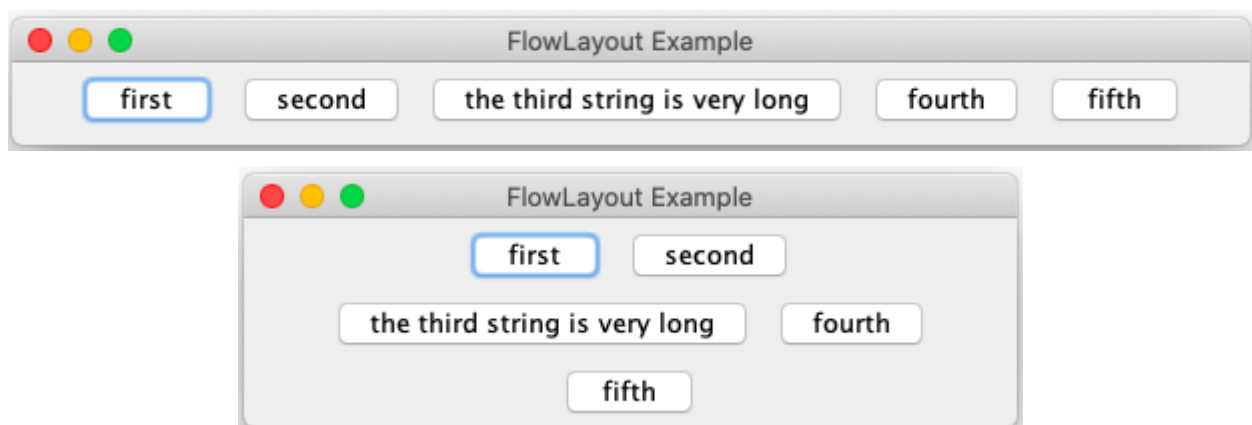 FlowLayout Example
first second the third string is very long fourth fifth
FlowLayout Example
first second
the third string is very long fourth
fifth